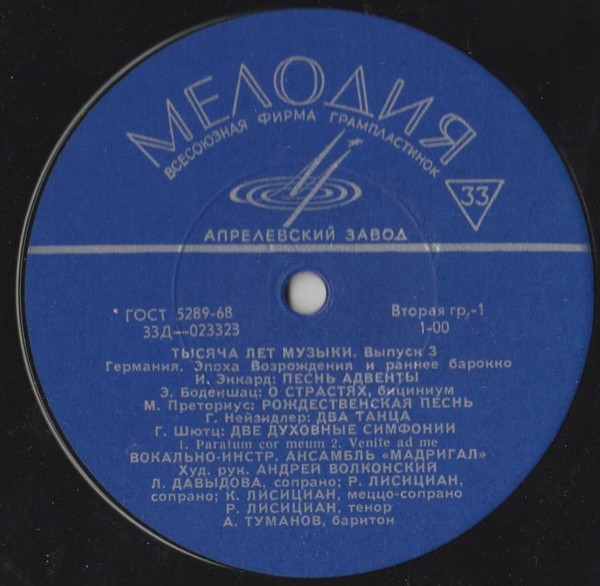 МЕЛОДИЯ
ВСЕСОЮЗНАЯ ФИРМА ГРАМПЛАСТИНОК
33
АПРЕЛЕВСКИЙ ЗАВОД
ГОСТ 5289-68 Вторая гр.-1
33Д—023323 1-00
ТЫСЯЧА ЛЕТ МУЗЫКИ. Выпуск 3
Германия. Эпоха Возрождения и раннее барокко
И. Эккард: ПЕСНЬ АДВЕНТЫ
Э. Боденшац: О СТРАСТЯХ, бициниум
М. Преториус: РОЖДЕСТВЕНСКАЯ ПЕСНЬ
Г. Нейзидлер: ДВА ТАНЦА
Г. Шютц: ДВЕ ДУХОВНЫЕ СИМФОНИИ
1. Paratum cor meum 2. Venite ad me
ВОКАЛЬНО-ИНСТР. АНСАМБЛЬ «МАДРИГАЛ»
Худ. рук. АНДРЕЙ ВОЛКОНСКИЙ
Л. ДАВЫДОВА, сопрано; Р. ЛИСИЦИАН,
сопрано; К. ЛИСИЦИАН, меццо-сопрано
Р. ЛИСИЦИАН, тенор
А. ТУМАНОВ, баритон